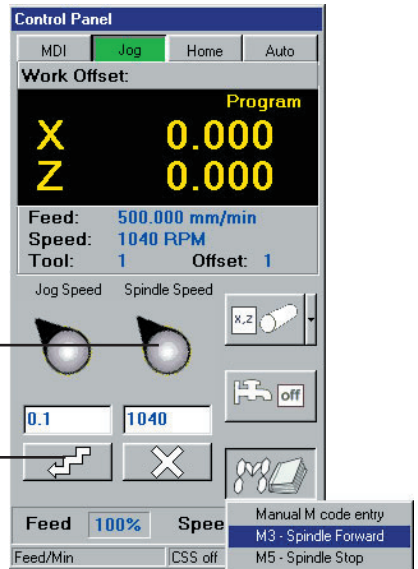 Control Panel
MDI Jog Home Auto
Work Offset:
Program
X 0.000
Z 0.000
Feed: 500.000 mm/min
Speed: 1040 RPM
Tool: 1 Offset: 1
Jog Speed Spindle Speed
x,z
off
0.1 1040
Feed 100% Spee
Manual M code entry
M3 - Spindle Forward
Feed/Min CSS off M5 - Spindle Stop